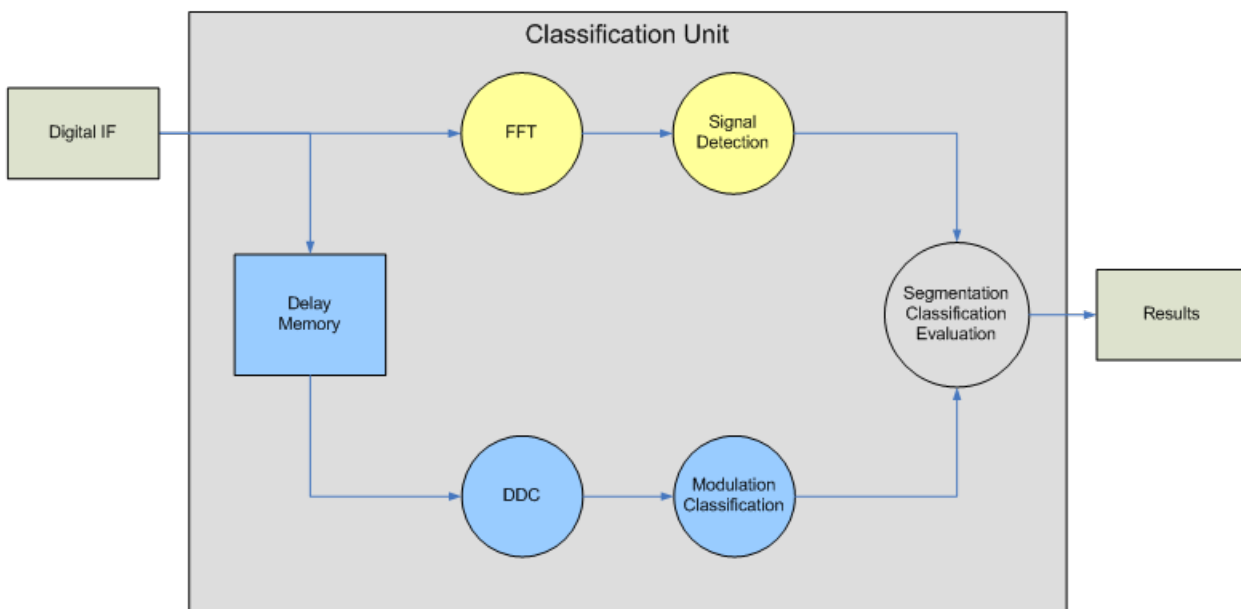 Classification Unit
Digital IF
FFT
Signal
Detection
Delay
Memory
Segmentation
Classification
Evaluation
Results
DDC
Modulation
Classification